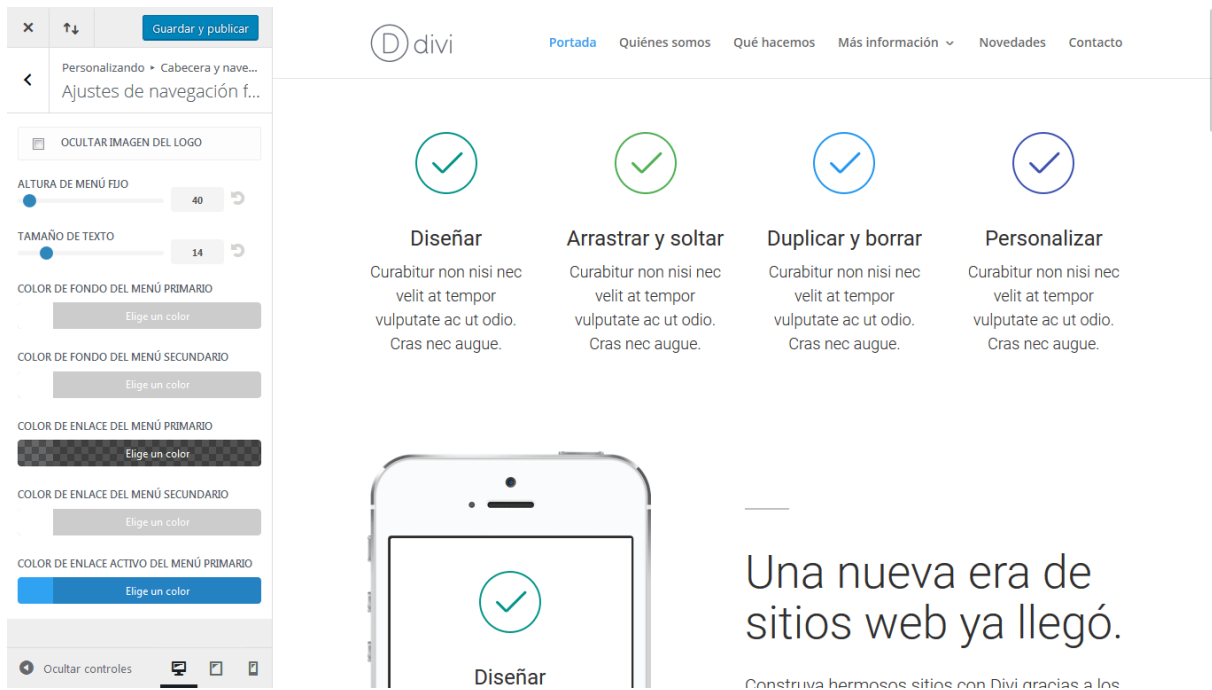 Guardar y publicar
Personalizando ▸ Cabecera y nave...
Ajustes de navegación f...
OCULTAR IMAGEN DEL LOGO
ALTURA DE MENÚ FIJO
40
TAMAÑO DE TEXTO
14
COLOR DE FONDO DEL MENÚ PRIMARIO
Elige un color
COLOR DE FONDO DEL MENÚ SECUNDARIO
Elige un color
COLOR DE ENLACE DEL MENÚ PRIMARIO
Elige un color
COLOR DE ENLACE DEL MENÚ SECUNDARIO
Elige un color
COLOR DE ENLACE ACTIVO DEL MENÚ PRIMARIO
Elige un color
Ocultar controles
D divi
Portada Quiénes somos Qué hacemos Más información Novedades Contacto
Diseñar
Curabitur non nisi nec
velit at tempor
vulputate ac ut odio.
Cras nec augue.
Arrastrar y soltar
Curabitur non nisi nec
velit at tempor
vulputate ac ut odio.
Cras nec augue.
Duplicar y borrar
Curabitur non nisi nec
velit at tempor
vulputate ac ut odio.
Cras nec augue.
Personalizar
Curabitur non nisi nec
velit at tempor
vulputate ac ut odio.
Cras nec augue.
Diseñar
Una nueva era de
sitios web ya llegó.
Construya hermosos sitios con Divi gracias a los